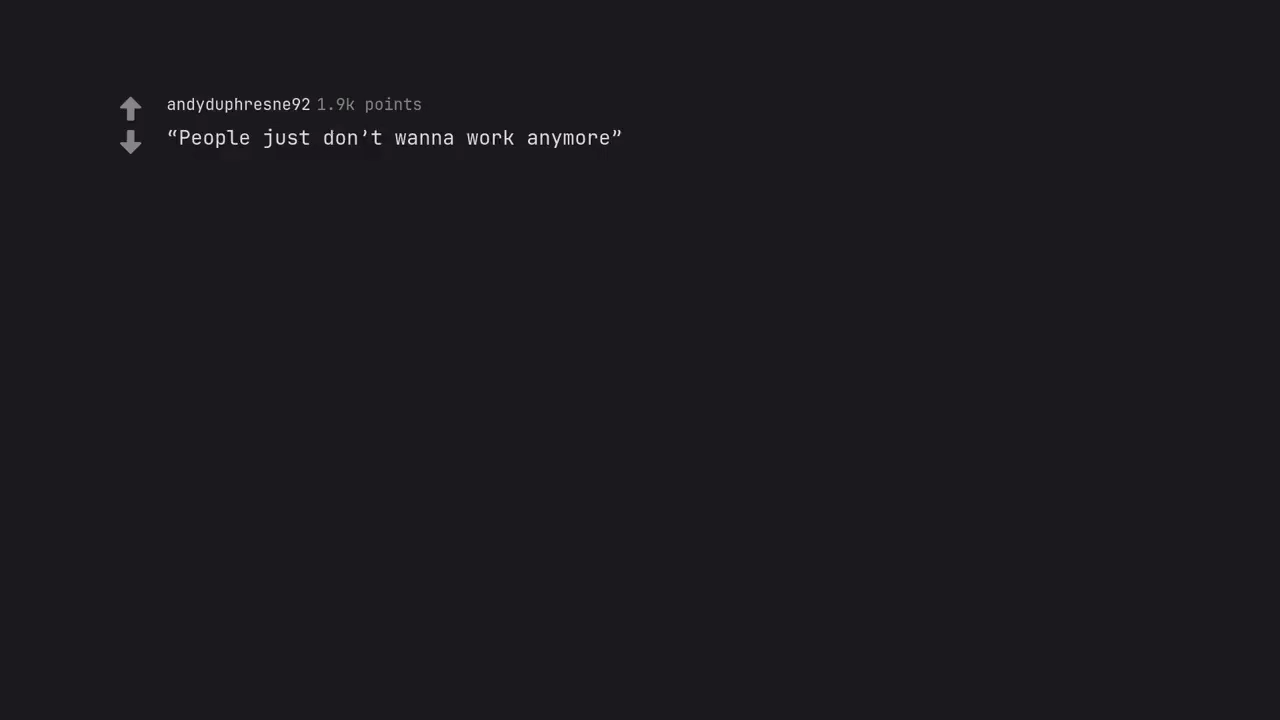 andyduphresne92 1.9k points
“People just don’t wanna work anymore”